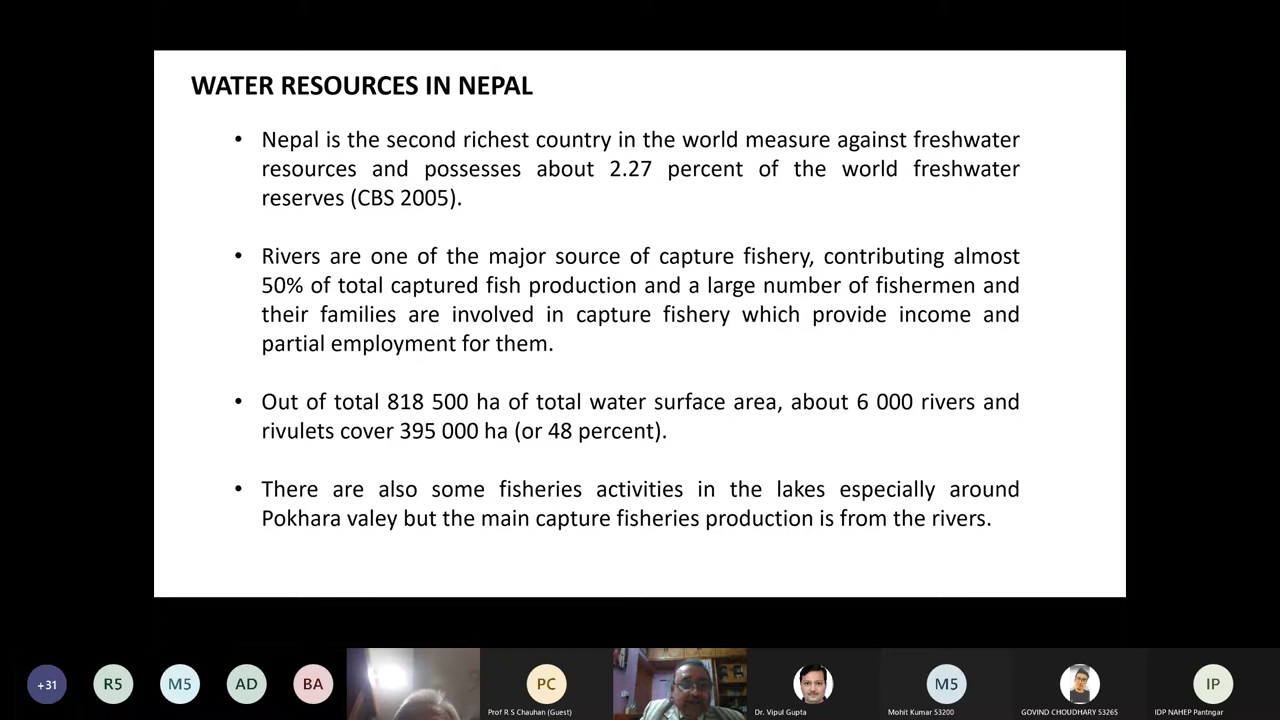 WATER RESOURCES IN NEPAL
• Nepal is the second richest country in the world measure against freshwater
resources and possesses about 2.27 percent of the world freshwater
reserves (CBS 2005).
• Rivers are one of the major source of capture fishery, contributing almost
50% of total captured fish production and a large number of fishermen and
their families are involved in capture fishery which provide income and
partial employment for them.
• Out of total 818 500 ha of total water surface area, about 6 000 rivers and
rivulets cover 395 000 ha (or 48 percent).
• There are also some fisheries activities in the lakes especially around
Pokhara valey but the main capture fisheries production is from the rivers.
+31 R5 M5 AD BA PC M5 IP
Prof R S Chauhan (Guest) Dr. Vipul Gupta Mohit Kumar 53200 GOVIND CHOUDHARY 53265 IDP NAHEP Pantngar